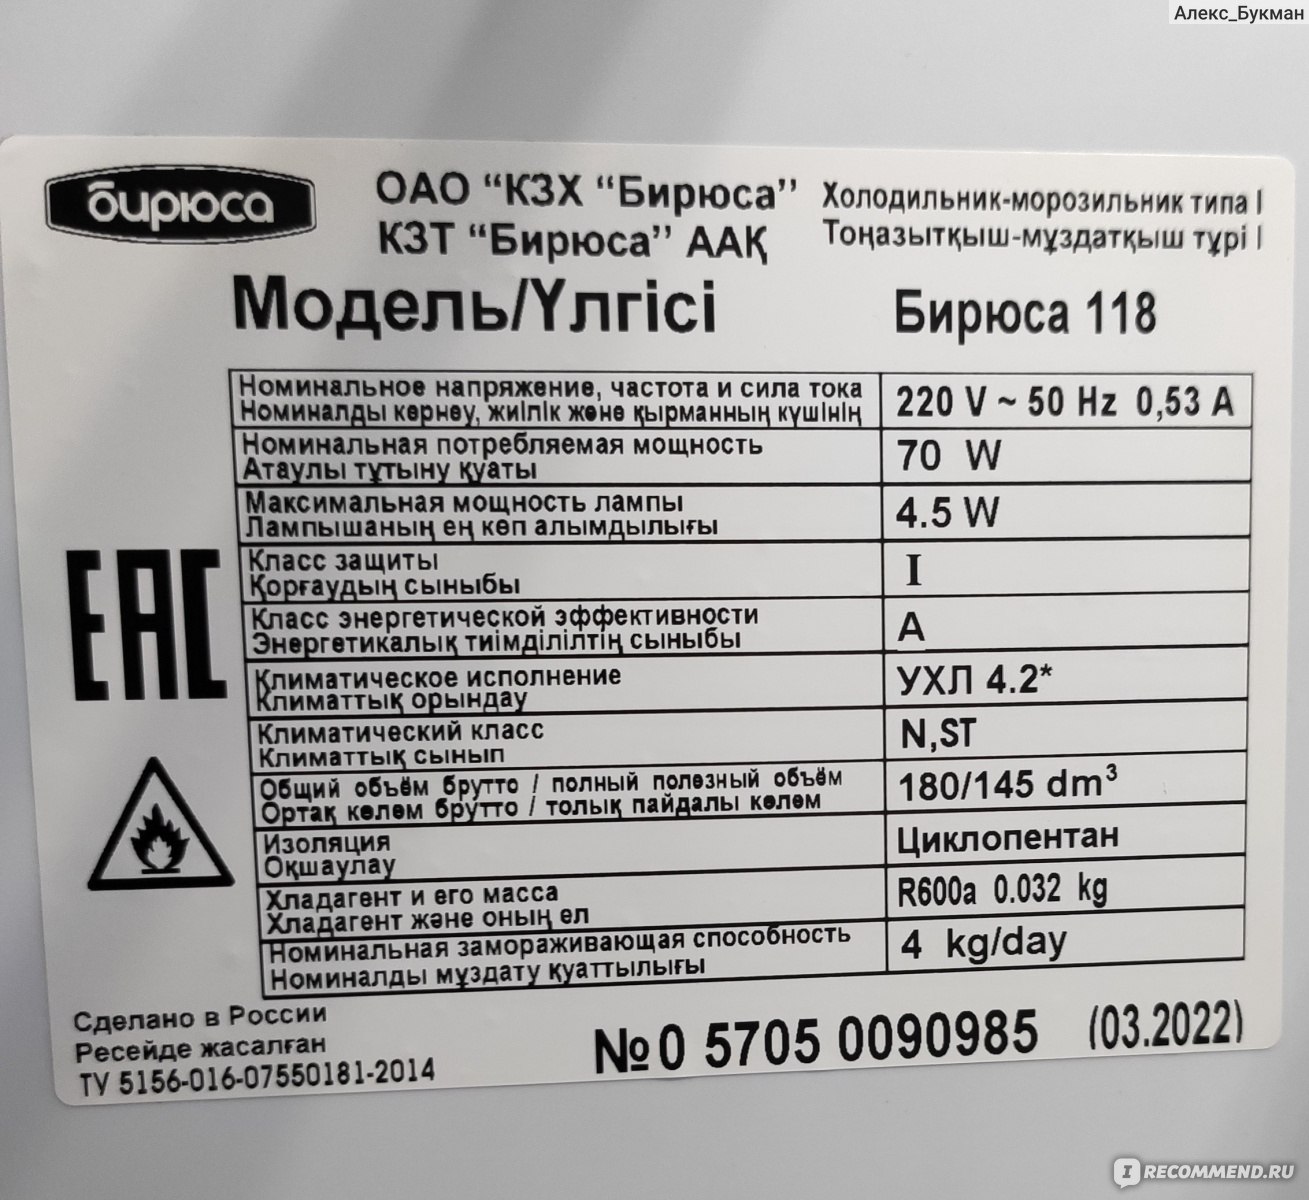 Алекс_Букман
бирюса
ОАО “КЗХ “Бирюса”
КЗТ “Бирюса” ААҚ
Холодильник-морозильник типа I
Тоңазытқыш-мұздатқыш түрі I
Модель/Үлгісі Бирюса 118
Номинальное напряжение, частота и сила тока
Номиналды көрнеу, жиілік және қырманның күшінің
220 V ~ 50 Hz 0,53 A
Номинальная потребляемая мощность
Атаулы тұтыну қуаты
70 W
Максимальная мощность лампы
Лампышаның ең көп алымдылығы
4.5 W
Класс защиты
Қорғаудың сыныбы
I
Класс энергетической эффективности
Энергетикалық тиімділілтің сыныбы
A
Климатическое исполнение
Климаттық орындау
УХЛ 4.2*
Климатический класс
Климаттық сынып
N,ST
Общий объём брутто / полный полезный объём
Ортақ көлем брутто / толық пайдалы көлем
180/145 dm³
Изоляция
Оқшаулау
Циклопентан
Хладагент и его масса
Хладагент және оның ел
R600a 0.032 kg
Номинальная замораживающая способность
Номиналды мұздату қуаттылығы
4 kg/day
EAC
Сделано в России
Ресейде жасалған
ТУ 5156-016-07550181-2014
№0 5705 0090985 (03.2022)
IRECOMMEND.RU